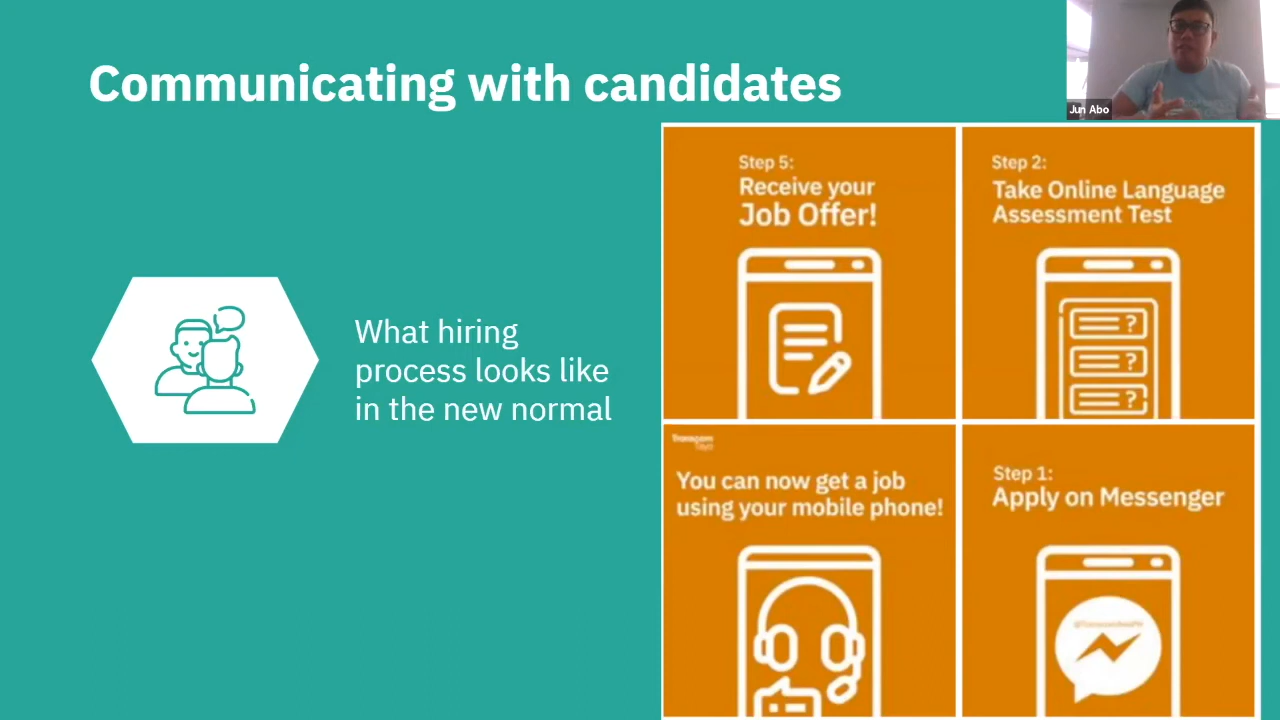 Communicating with candidates
Jun Abo
What hiring
process looks like
in the new normal
Step 5:
Receive your
Job Offer!
Step 2:
Take Online Language
Assessment Test
?
?
?
You can now get a job
using your mobile phone!
Step 1:
Apply on Messenger